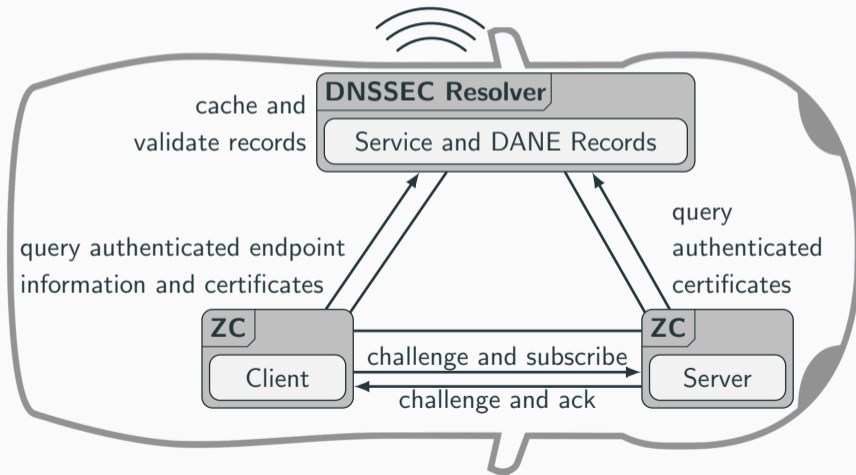 DNSSEC Resolver
cache and
validate records
Service and DANE Records
query
authenticated
certificates
query authenticated endpoint
information and certificates
ZC
Client
challenge and subscribe
challenge and ack
ZC
Server